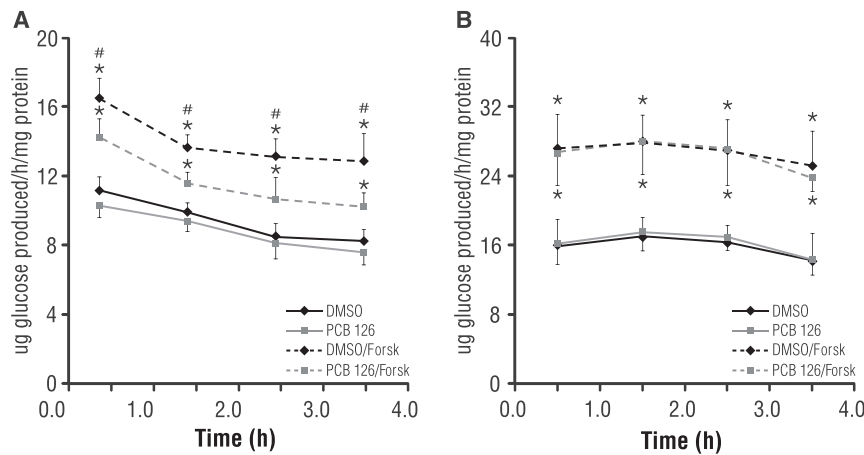 A
ug glucose produced/h/mg protein
20
16
12
8
4
0
#
*
*
#
*
*
#
*
*
#
*
*
DMSO
PCB 126
DMSO/Forsk
PCB 126/Forsk
0.0 1.0 2.0 3.0 4.0
Time (h)
B
ug glucose produced/h/mg protein
40
32
24
16
8
0
*
*
*
*
*
*
*
*
DMSO
PCB 126
DMSO/Forsk
PCB 126/Forsk
0.0 1.0 2.0 3.0 4.0
Time (h)